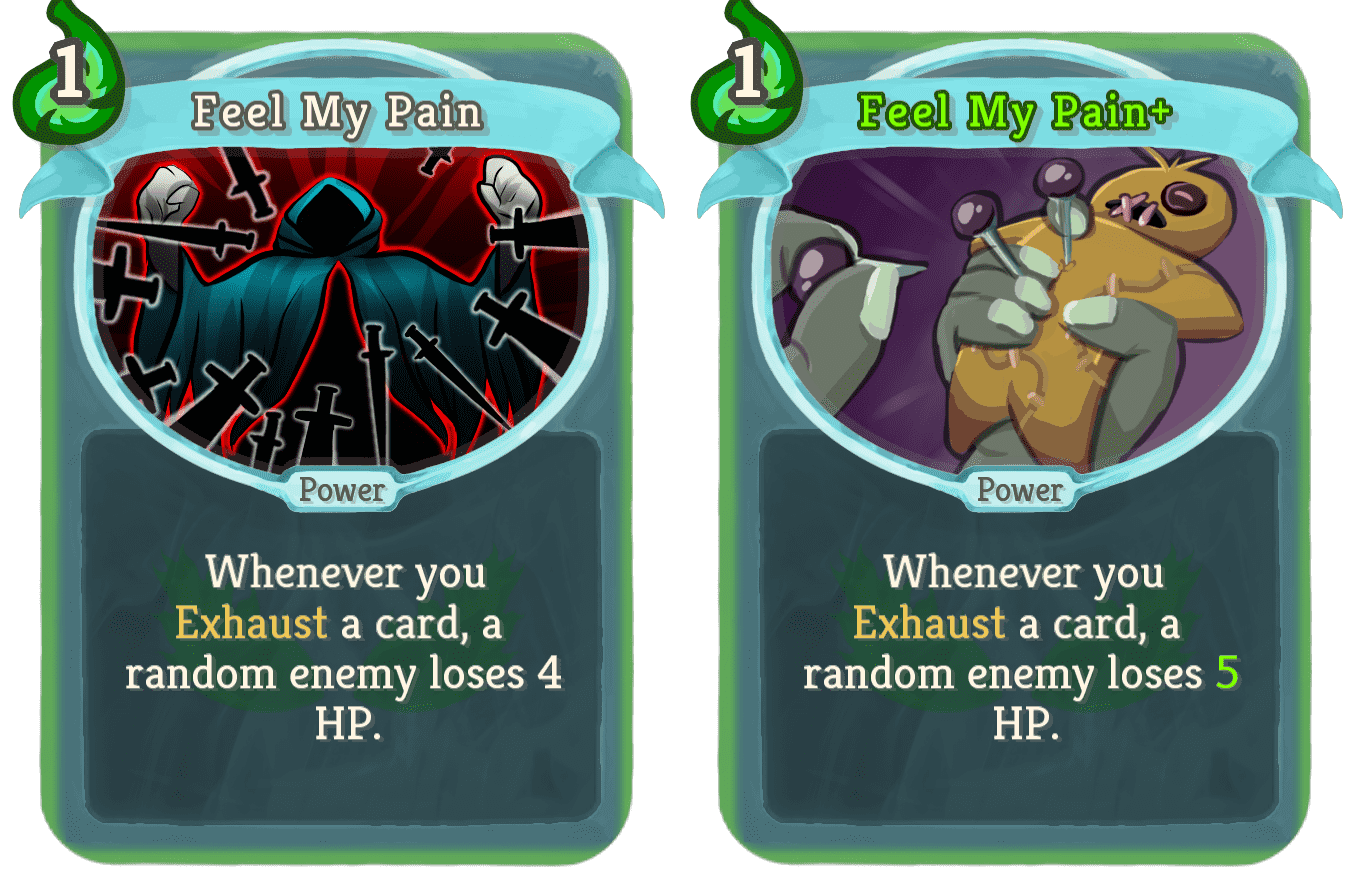 1
Feel My Pain
Power
Whenever you
Exhaust a card, a
random enemy loses 4
HP.
1
Feel My Pain+
Power
Whenever you
Exhaust a card, a
random enemy loses 5
HP.